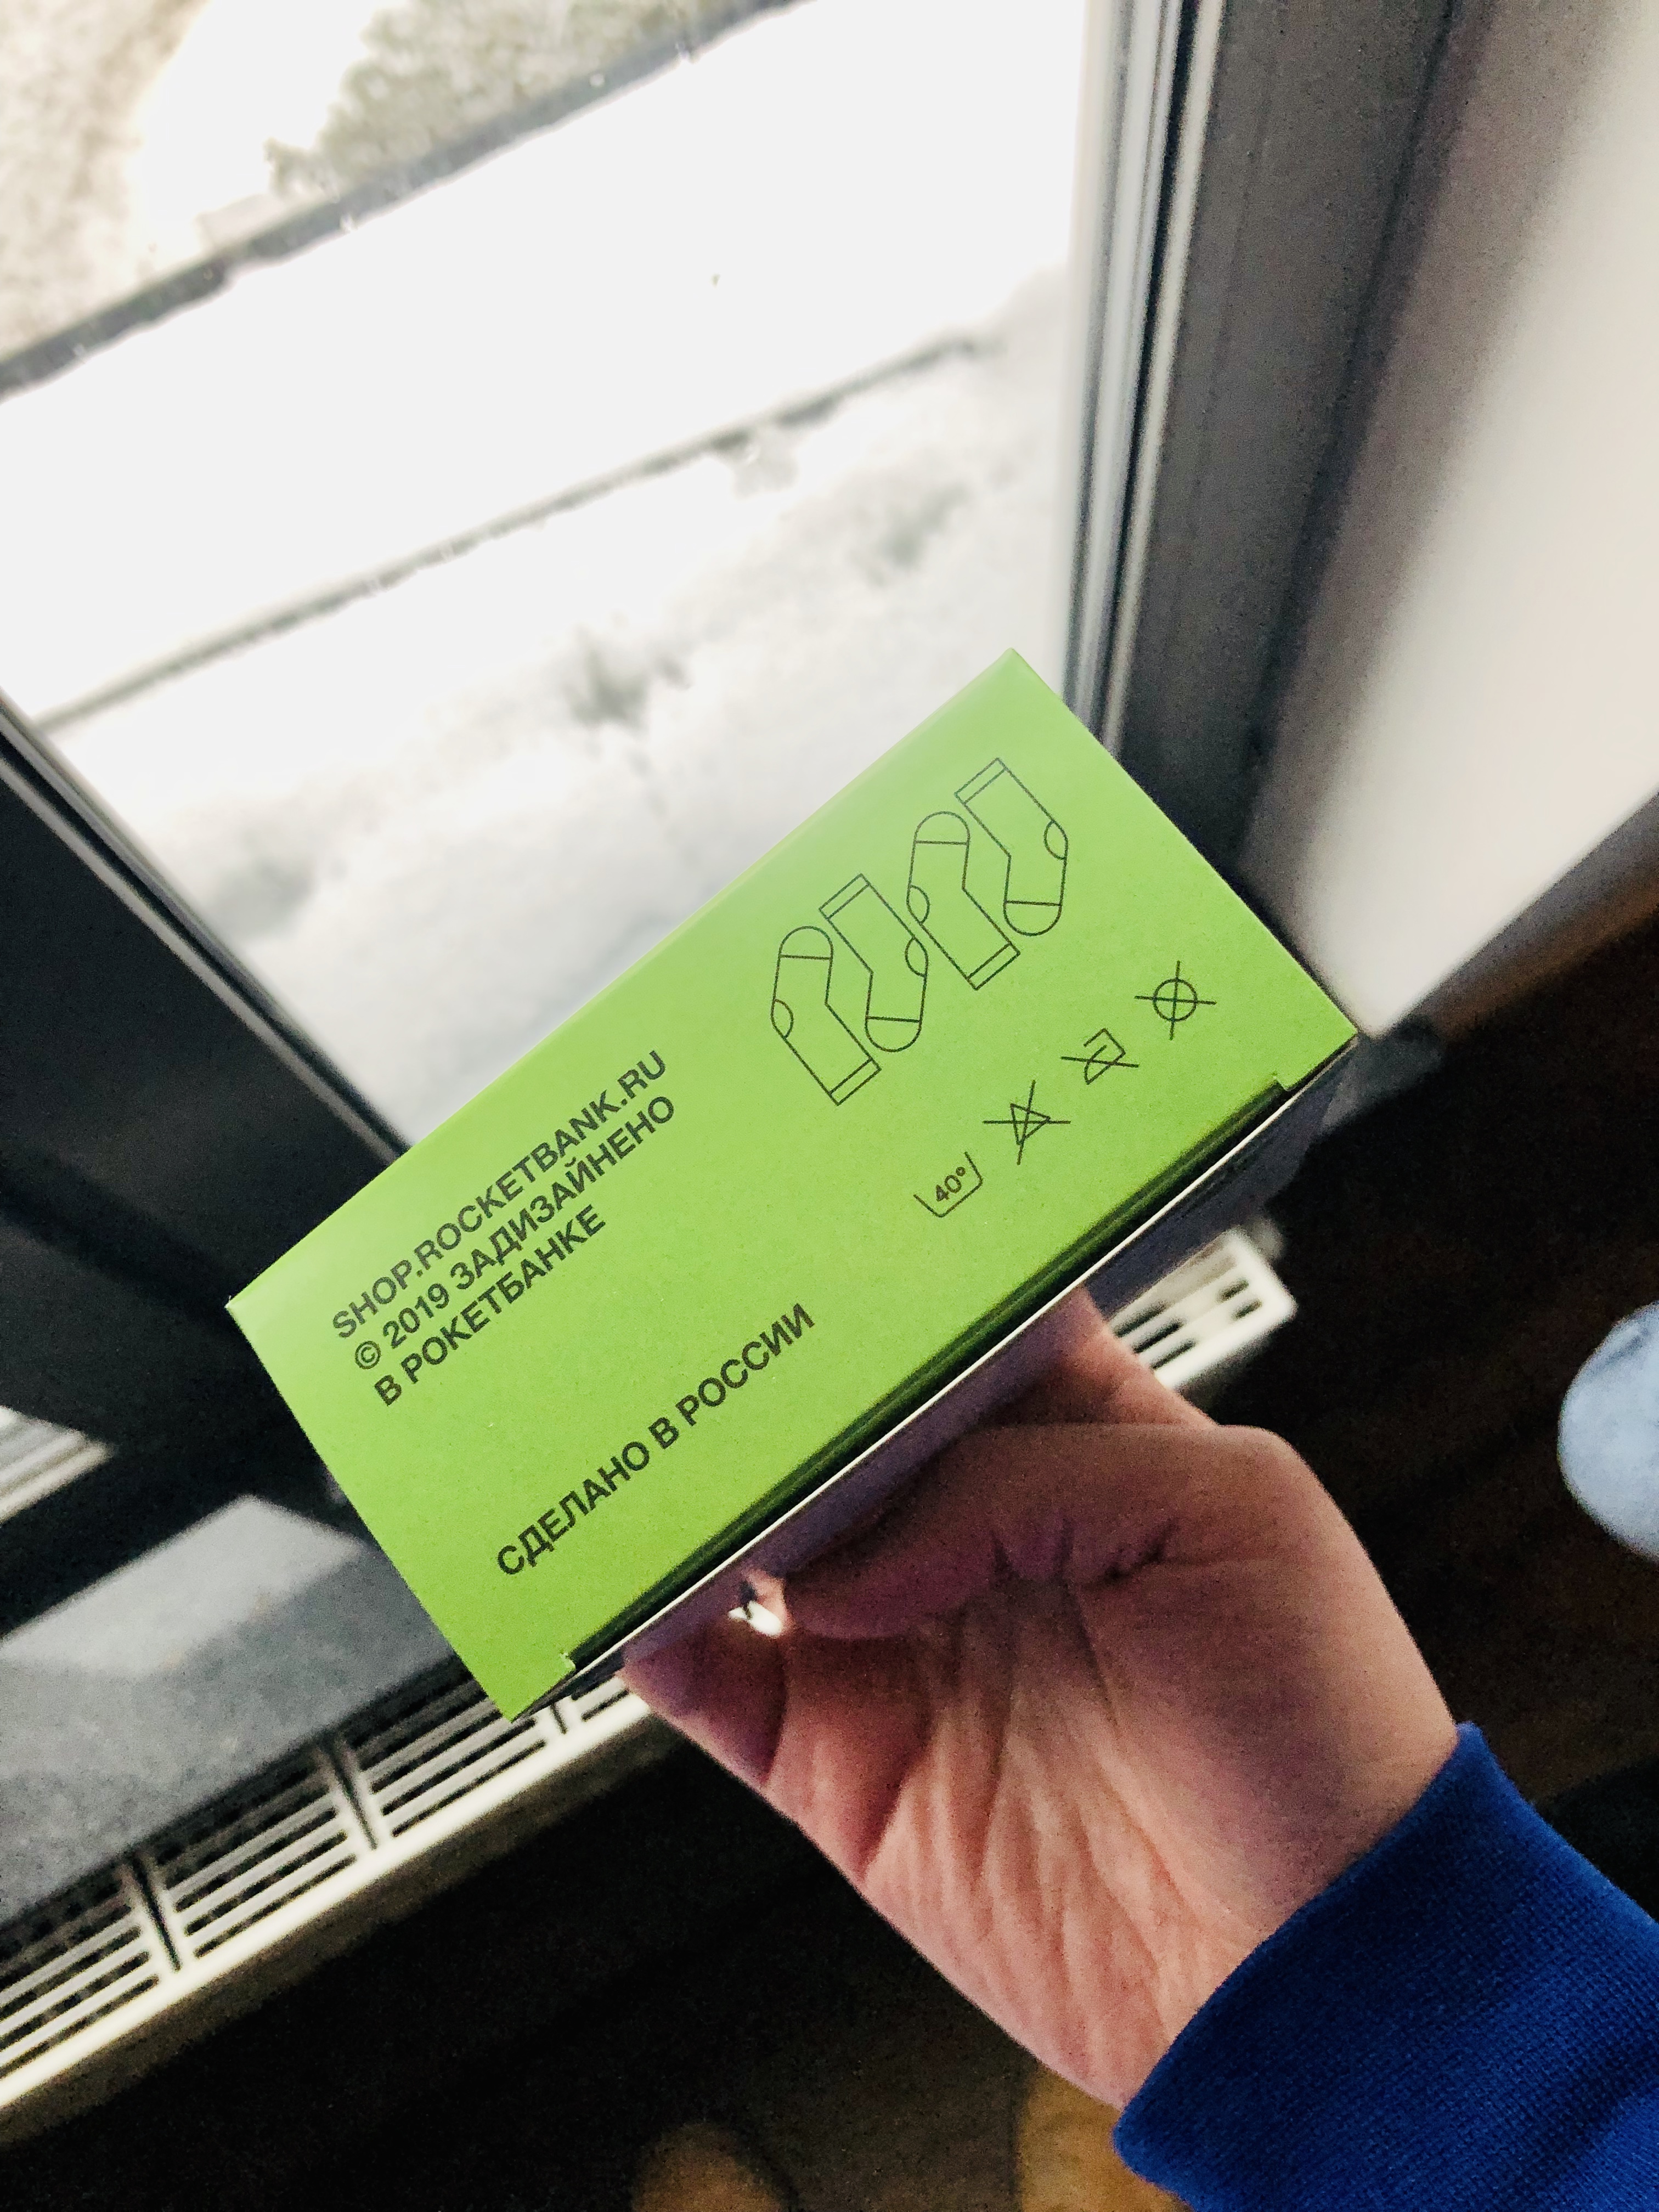 SHOP.ROCKETBANK.RU
© 2019 ЗАДИЗАЙНЕНО
В РОКЕТБАНКЕ
СДЕЛАНО В РОССИИ
40°